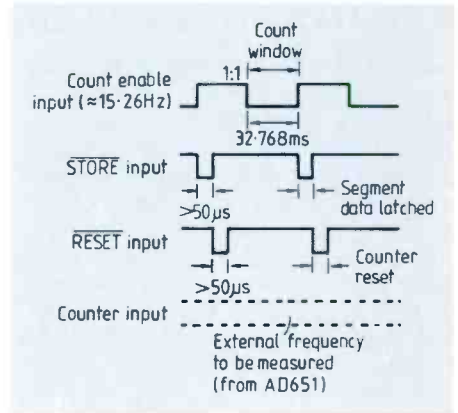 Count
window
1:1
Count enable
input (≈15·26Hz)
32·768ms
STORE input
>50µs
Segment
data latched
RESET input
>50µs
Counter
reset
Counter input
External frequency
to be measured
(from AD651)